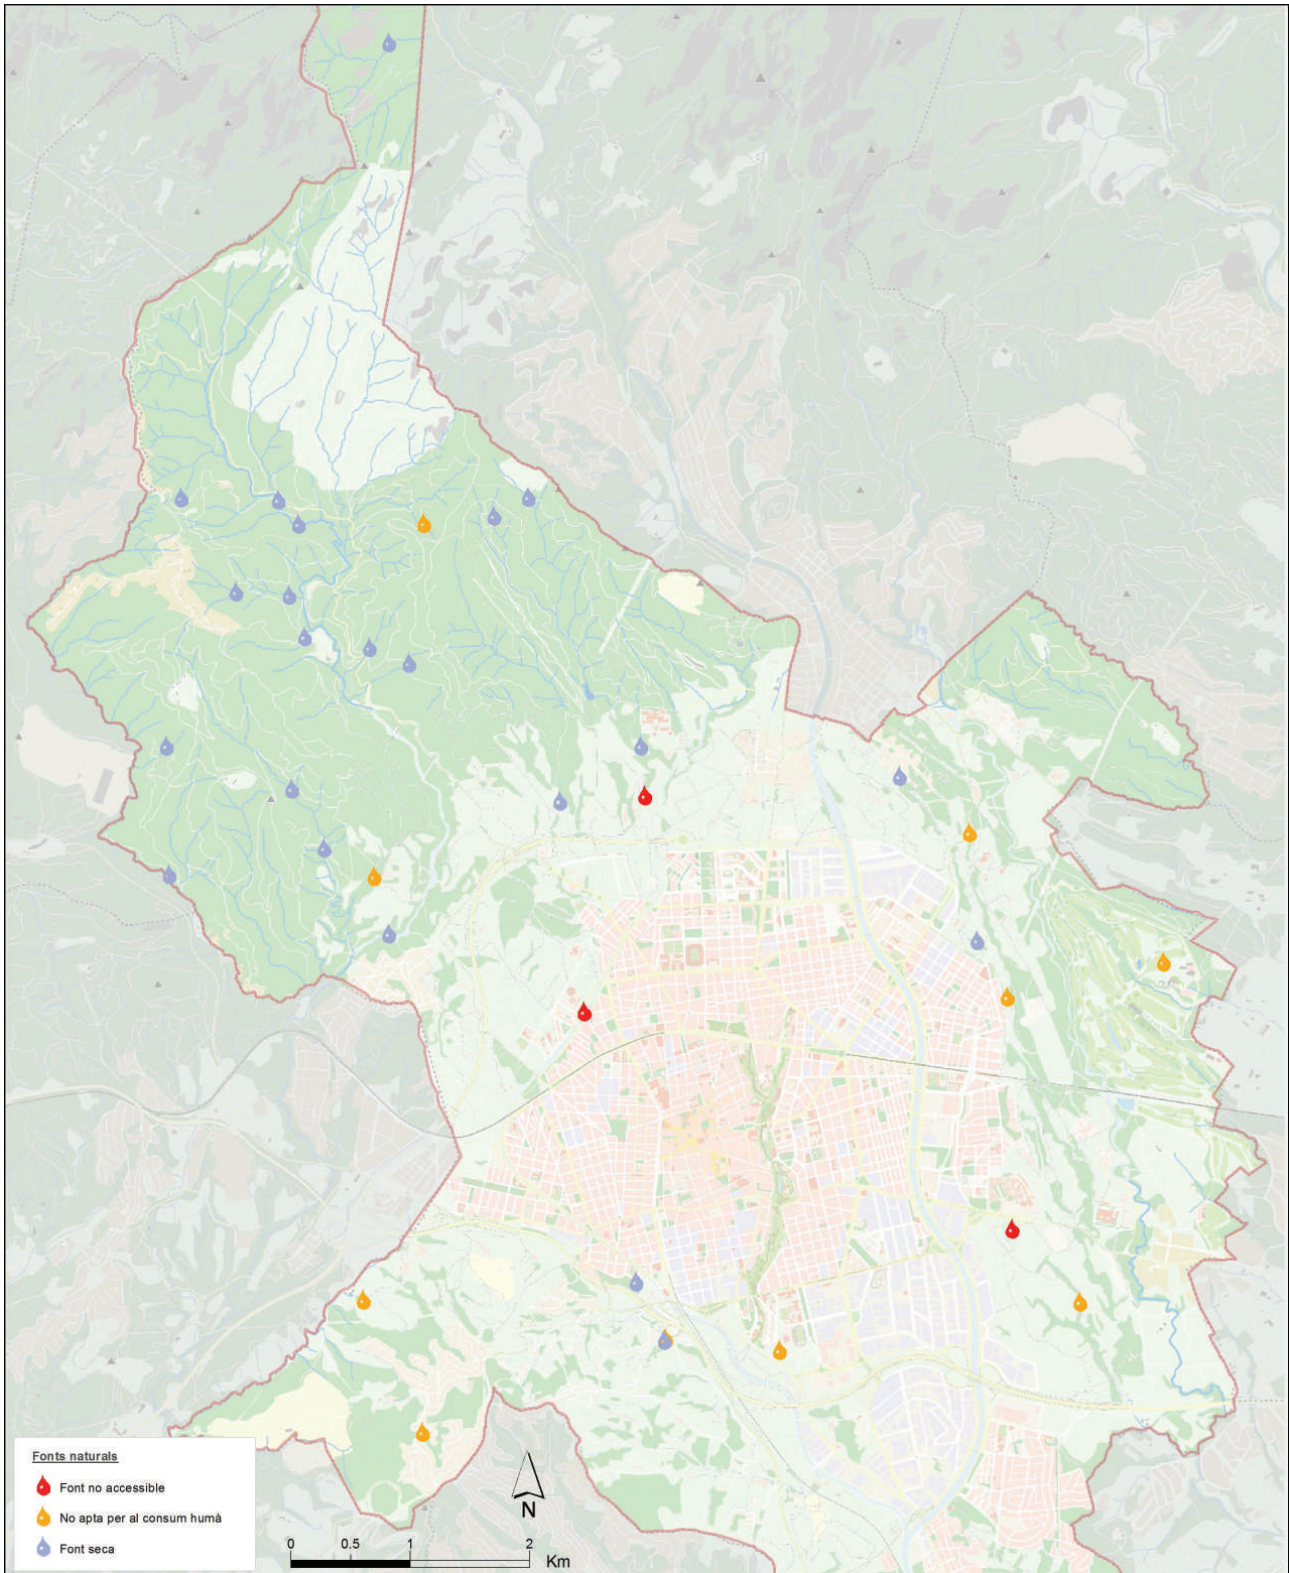 Fonts naturals
Font no accessible
No apta per al consum humà
Font seca
N
0 0.5 1 2
Km